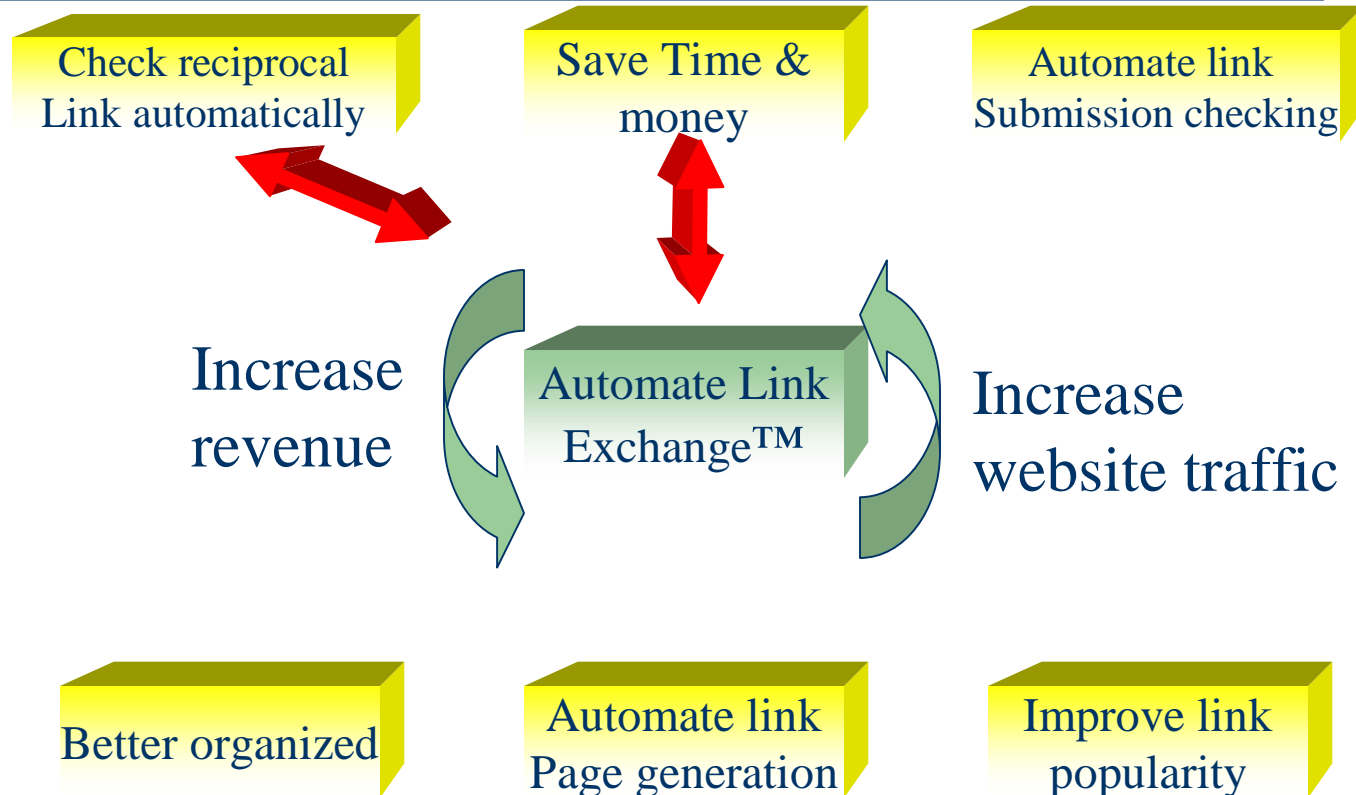 Check reciprocal
Link automatically
Save Time &
money
Automate link
Submission checking
Increase
revenue
Automate Link
Exchange™
Increase
website traffic
Better organized
Automate link
Page generation
Improve link
popularity